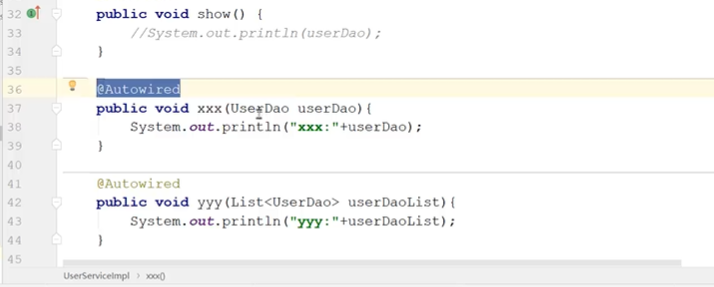 32 public void show() {
33 //System.out.println(userDao);
34 }
35
36 @Autowired
37 public void xxx(UserDao userDao){
38 System.out.println("xxx:"+userDao);
39 }
40
41 @Autowired
42 public void yyy(List<UserDao> userDaoList){
43 System.out.println("yyy:"+userDaoList);
44 }
45
UserServiceImpl › xxx()